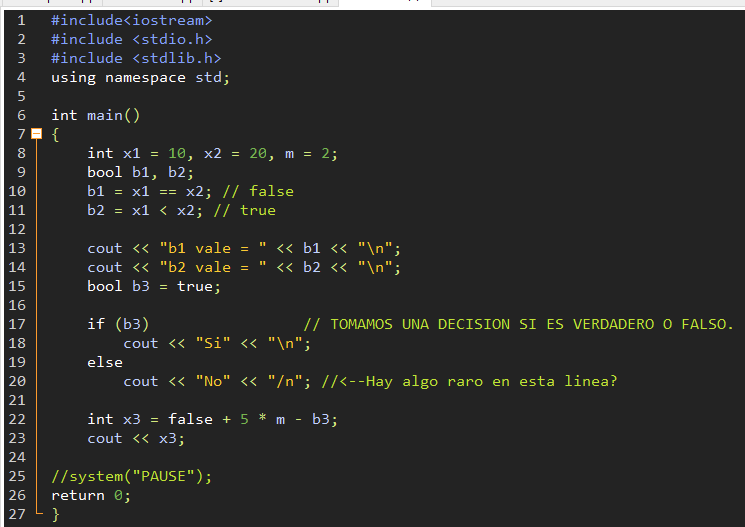 1 #include<iostream>
2 #include <stdio.h>
3 #include <stdlib.h>
4 using namespace std;
5
6 int main()
7 {
8 int x1 = 10, x2 = 20, m = 2;
9 bool b1, b2;
10 b1 = x1 == x2; // false
11 b2 = x1 < x2; // true
12
13 cout << "b1 vale = " << b1 << "\n";
14 cout << "b2 vale = " << b2 << "\n";
15 bool b3 = true;
16
17 if (b3) // TOMAMOS UNA DECISION SI ES VERDADERO O FALSO.
18 cout << "Si" << "\n";
19 else
20 cout << "No" << "/n"; //<--Hay algo raro en esta linea?
21
22 int x3 = false + 5 * m - b3;
23 cout << x3;
24
25 //system("PAUSE");
26 return 0;
27 }